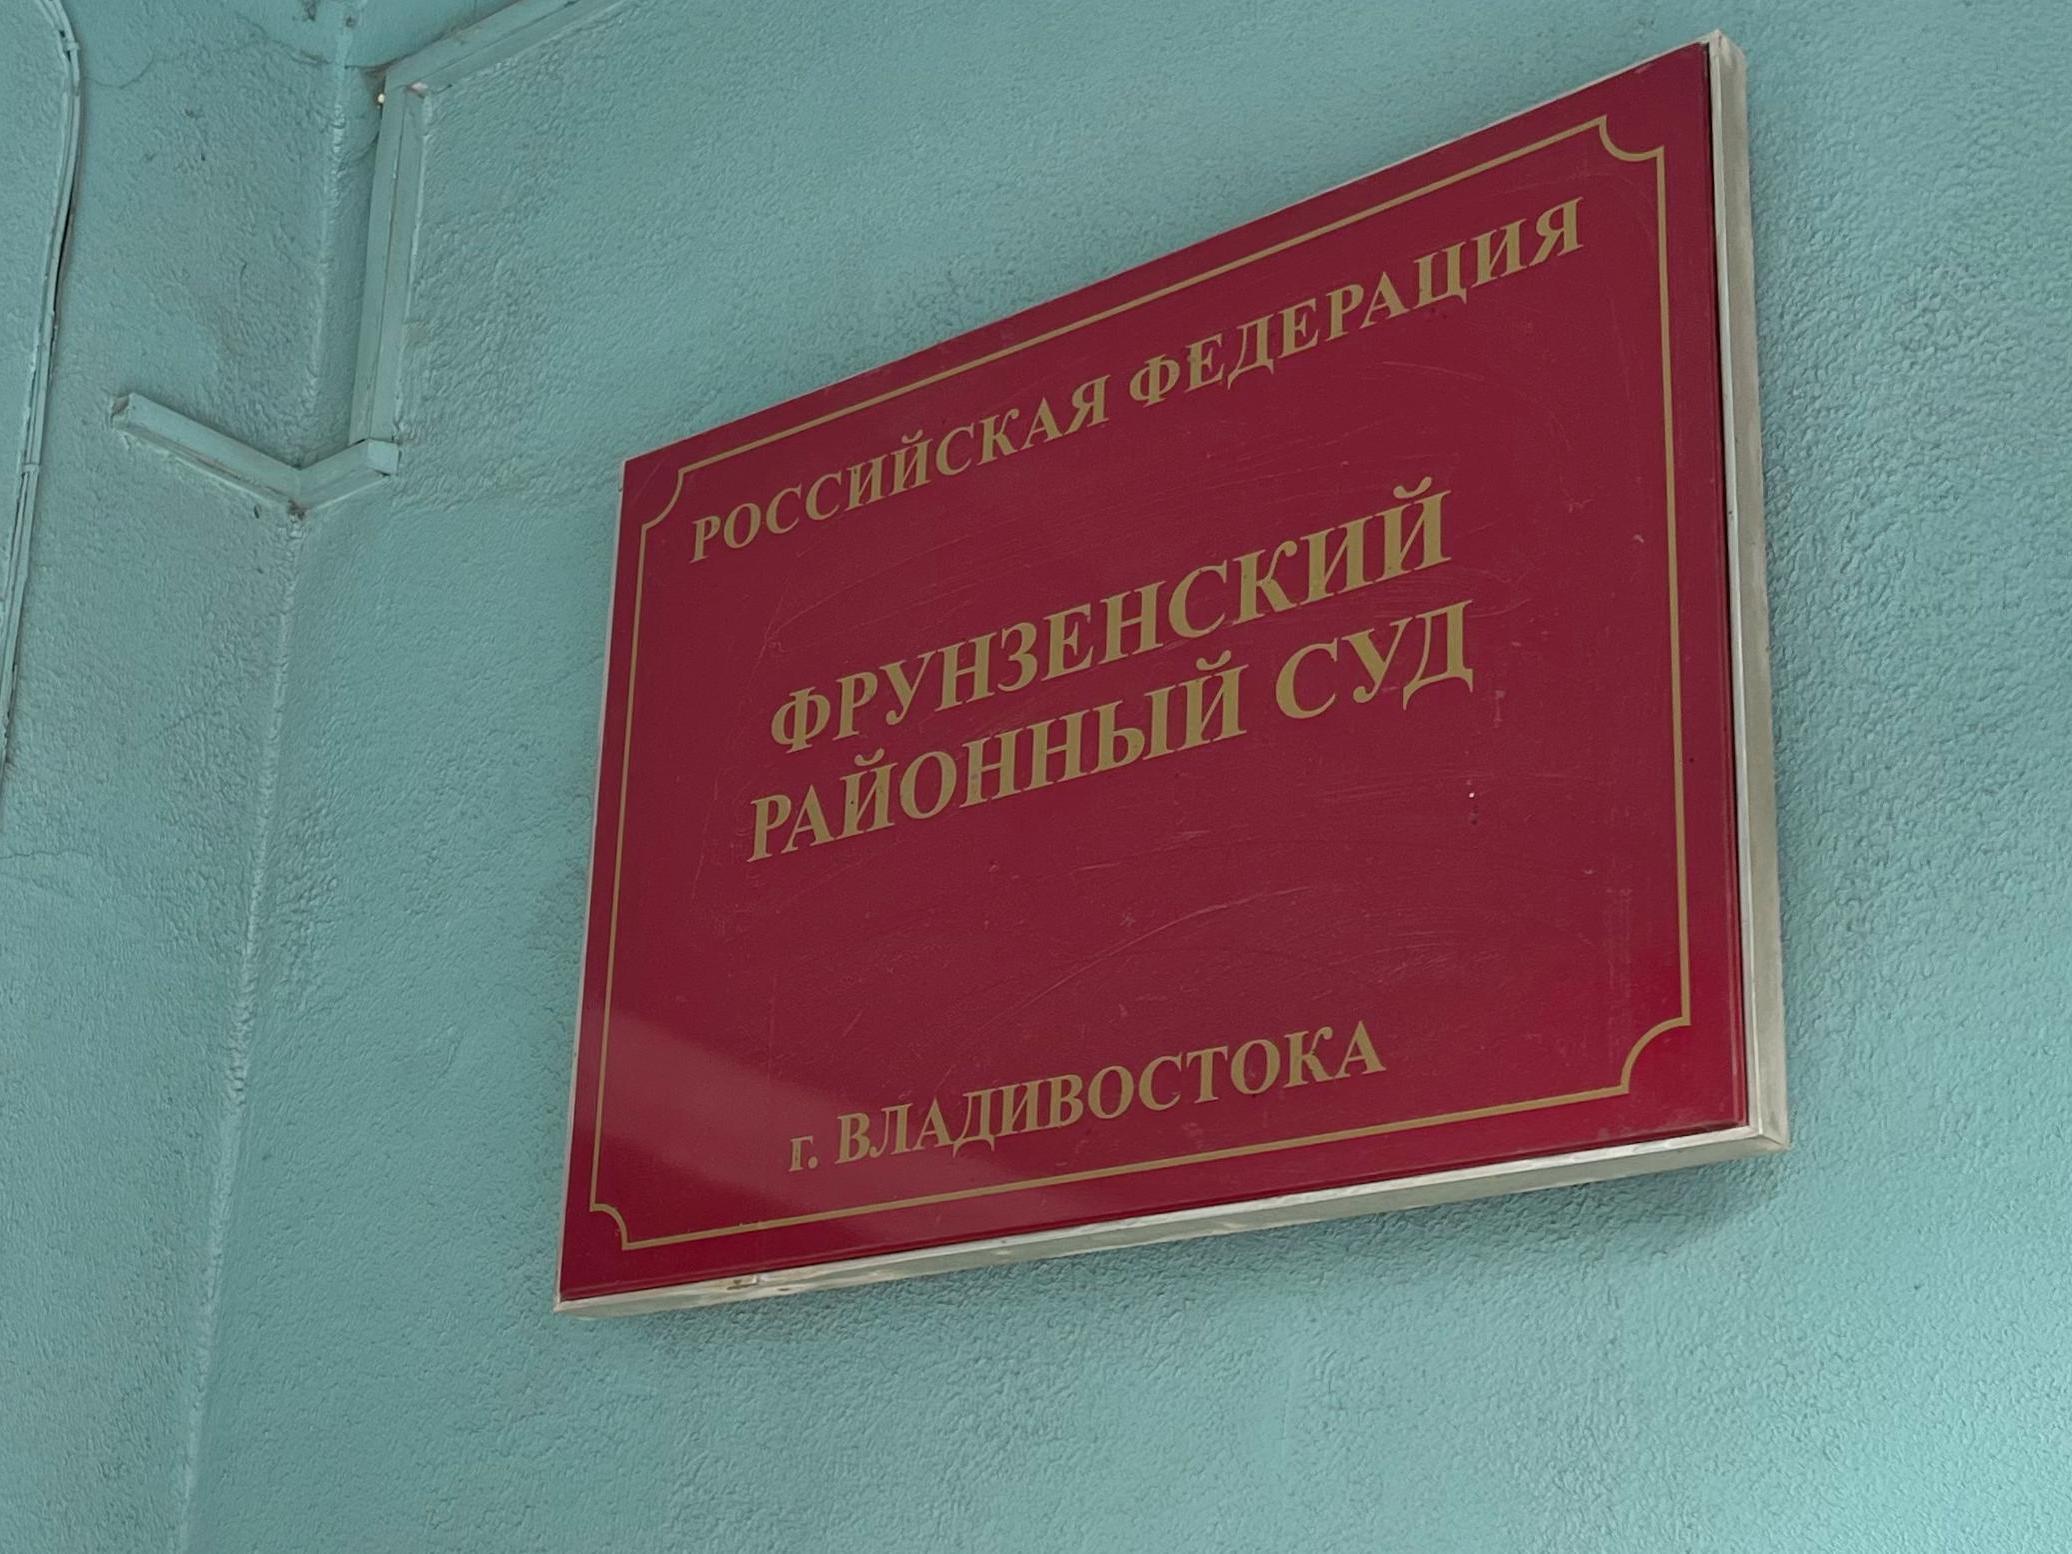 РОССИЙСКАЯ ФЕДЕРАЦИЯ
ФРУНЗЕНСКИЙ
РАЙОННЫЙ СУД
г. ВЛАДИВОСТОКА